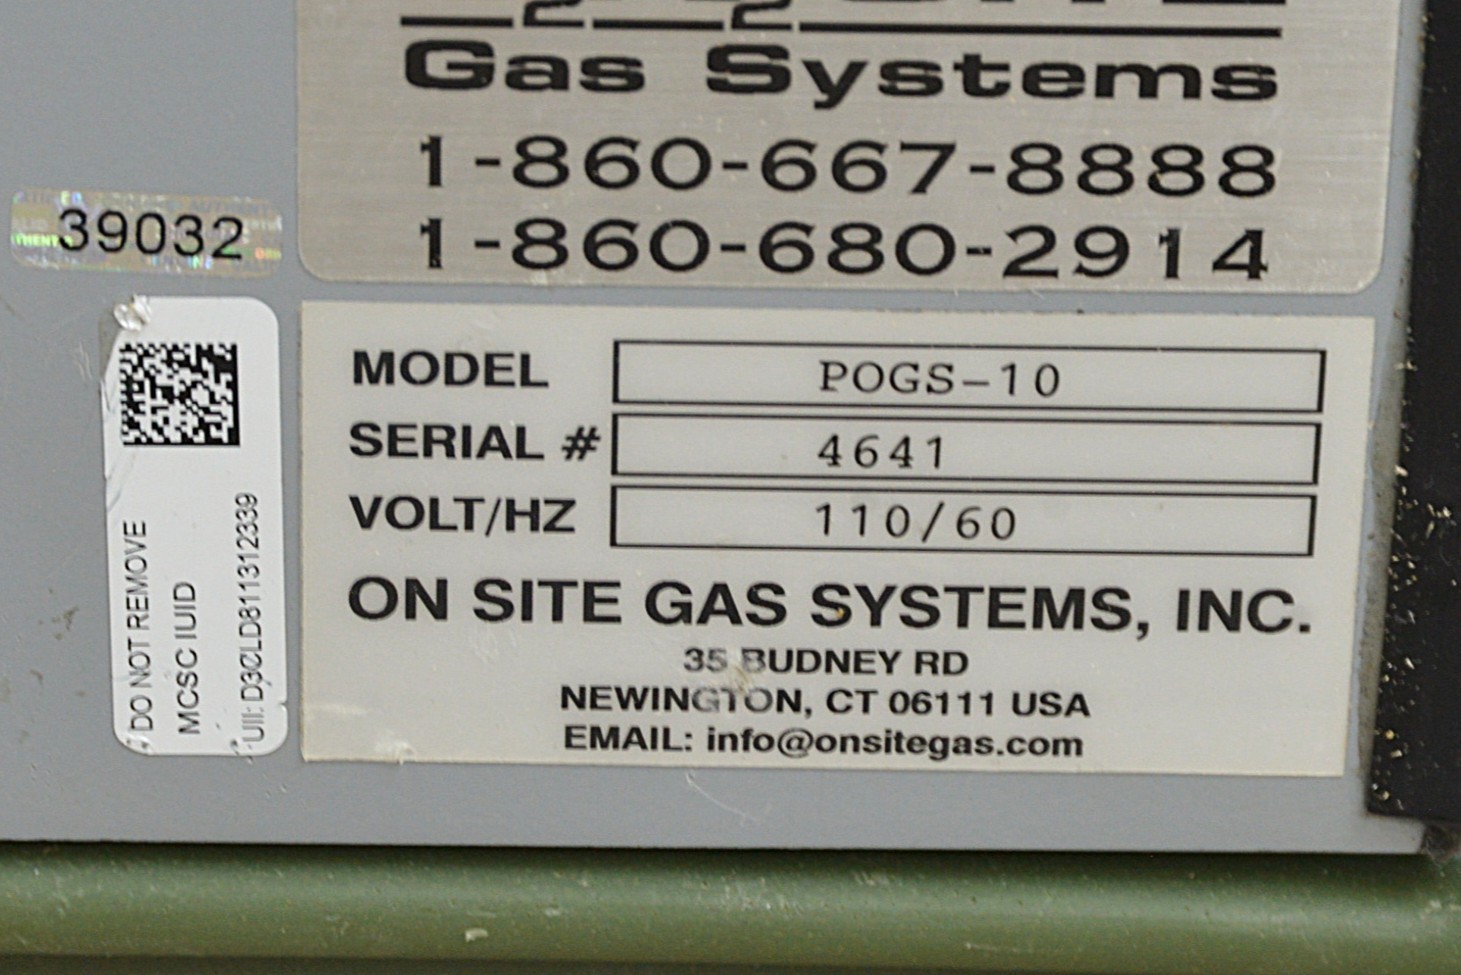 Gas Systems
1-860-667-8888
1-860-680-2914
39032
DO NOT REMOVE
MCSC IUID
UII: D3CLD811312339
MODEL POGS-10
SERIAL # 4641
VOLT/HZ 110/60
ON SITE GAS SYSTEMS, INC.
35 BUDNEY RD
NEWINGTON, CT 06111 USA
EMAIL: info@onsitegas.com